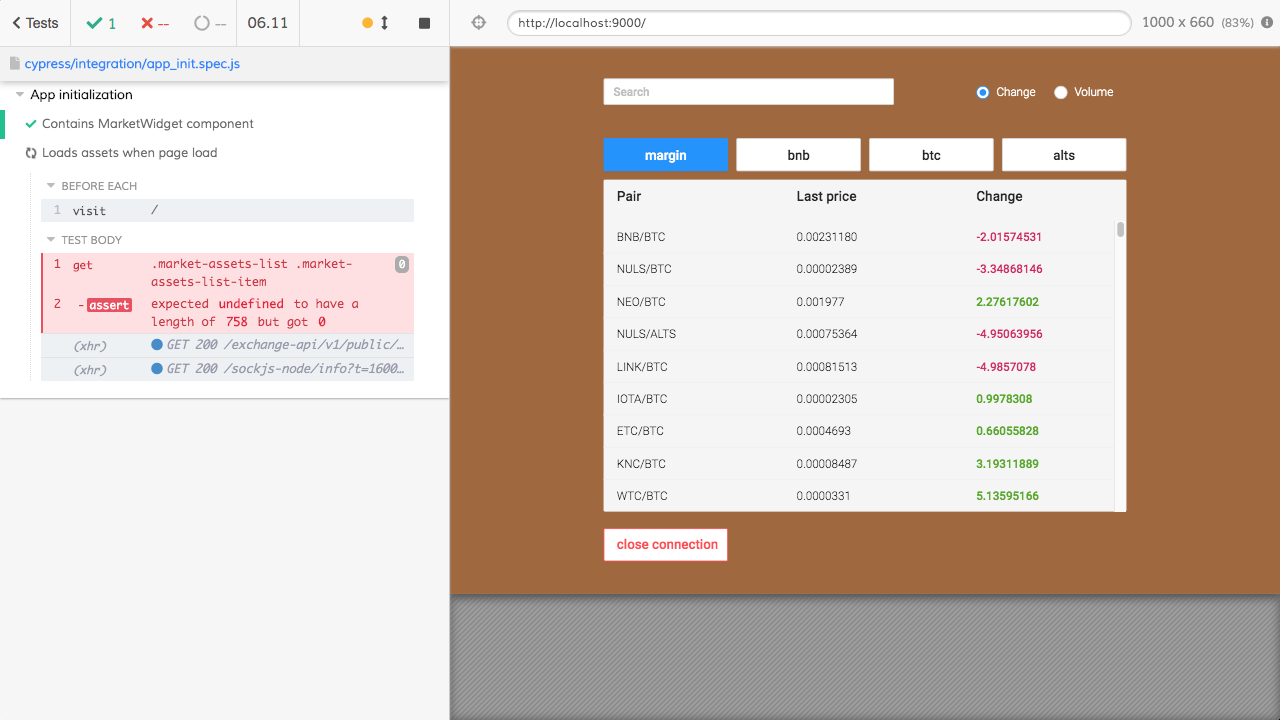 Tests
1
--
--
06.11
http://localhost:9000/
1000 x 660 (83%)
cypress/integration/app_init.spec.js
App initialization
Contains MarketWidget component
Loads assets when page load
BEFORE EACH
1 visit /
TEST BODY
1 get .market-assets-list .market-
assets-list-item
0
2 -assert expected undefined to have a
length of 758 but got 0
(xhr) GET 200 /exchange-api/v1/public/…
(xhr) GET 200 /sockjs-node/info?t=1600…
Search
Change
Volume
margin
bnb
btc
alts
Pair Last price Change
BNB/BTC 0.00231180 -2.01574531
NULS/BTC 0.00002389 -3.34868146
NEO/BTC 0.001977 2.27617602
NULS/ALTS 0.00075364 -4.95063956
LINK/BTC 0.00081513 -4.9857078
IOTA/BTC 0.00002305 0.9978308
ETC/BTC 0.0004693 0.66055828
KNC/BTC 0.00008487 3.19311889
WTC/BTC 0.0000331 5.13595166
close connection